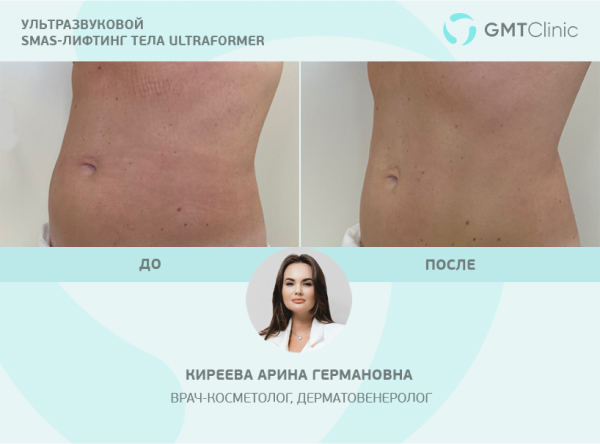 УЛЬТРАЗВУКОВОЙ
SMAS-ЛИФТИНГ ТЕЛА ULTRAFORMER
GMTClinic
ДО
ПОСЛЕ
КИРЕЕВА АРИНА ГЕРМАНОВНА
ВРАЧ-КОСМЕТОЛОГ, ДЕРМАТОВЕНЕРОЛОГ